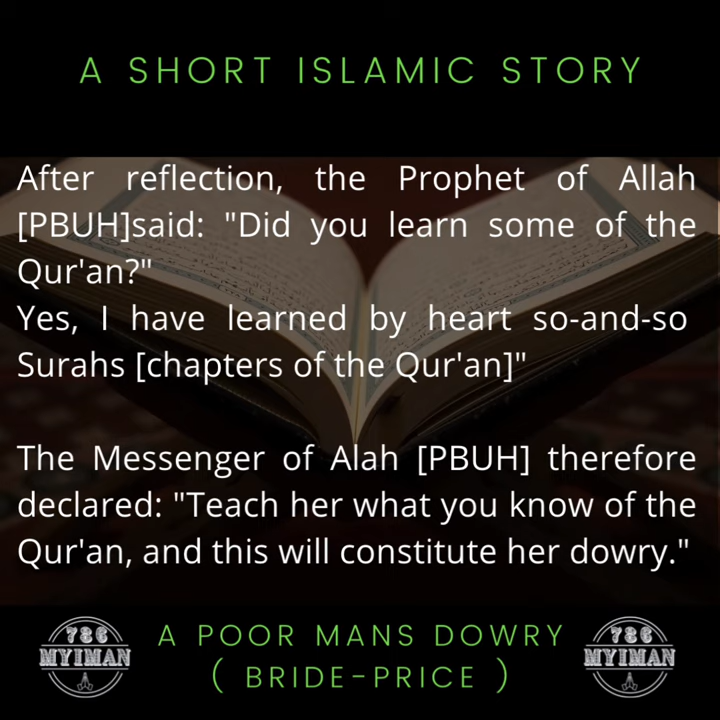 A SHORT ISLAMIC STORY
After reflection, the Prophet of Allah
[PBUH]said: "Did you learn some of the
Qur'an?"
Yes, I have learned by heart so-and-so
Surahs [chapters of the Qur'an]"
The Messenger of Alah [PBUH] therefore
declared: "Teach her what you know of the
Qur'an, and this will constitute her dowry."
786
MYIMAN
A POOR MANS DOWRY
( BRIDE-PRICE )
786
MYIMAN